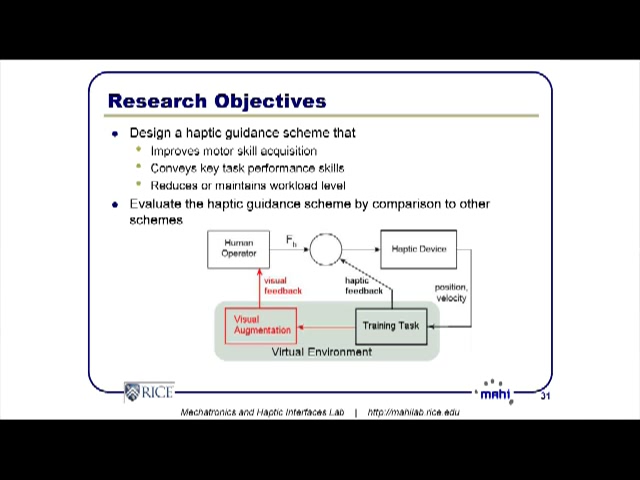 Research Objectives
Design a haptic guidance scheme that
Improves motor skill acquisition
Conveys key task performance skills
Reduces or maintains workload level
Evaluate the haptic guidance scheme by comparison to other
schemes
Human
Operator
Fh
Haptic Device
visual
feedback
haptic
feedback
position,
velocity
Visual
Augmentation
Training Task
Virtual Environment
RICE
mahi
31
Mechatronics and Haptic Interfaces Lab | http://mahilab.rice.edu